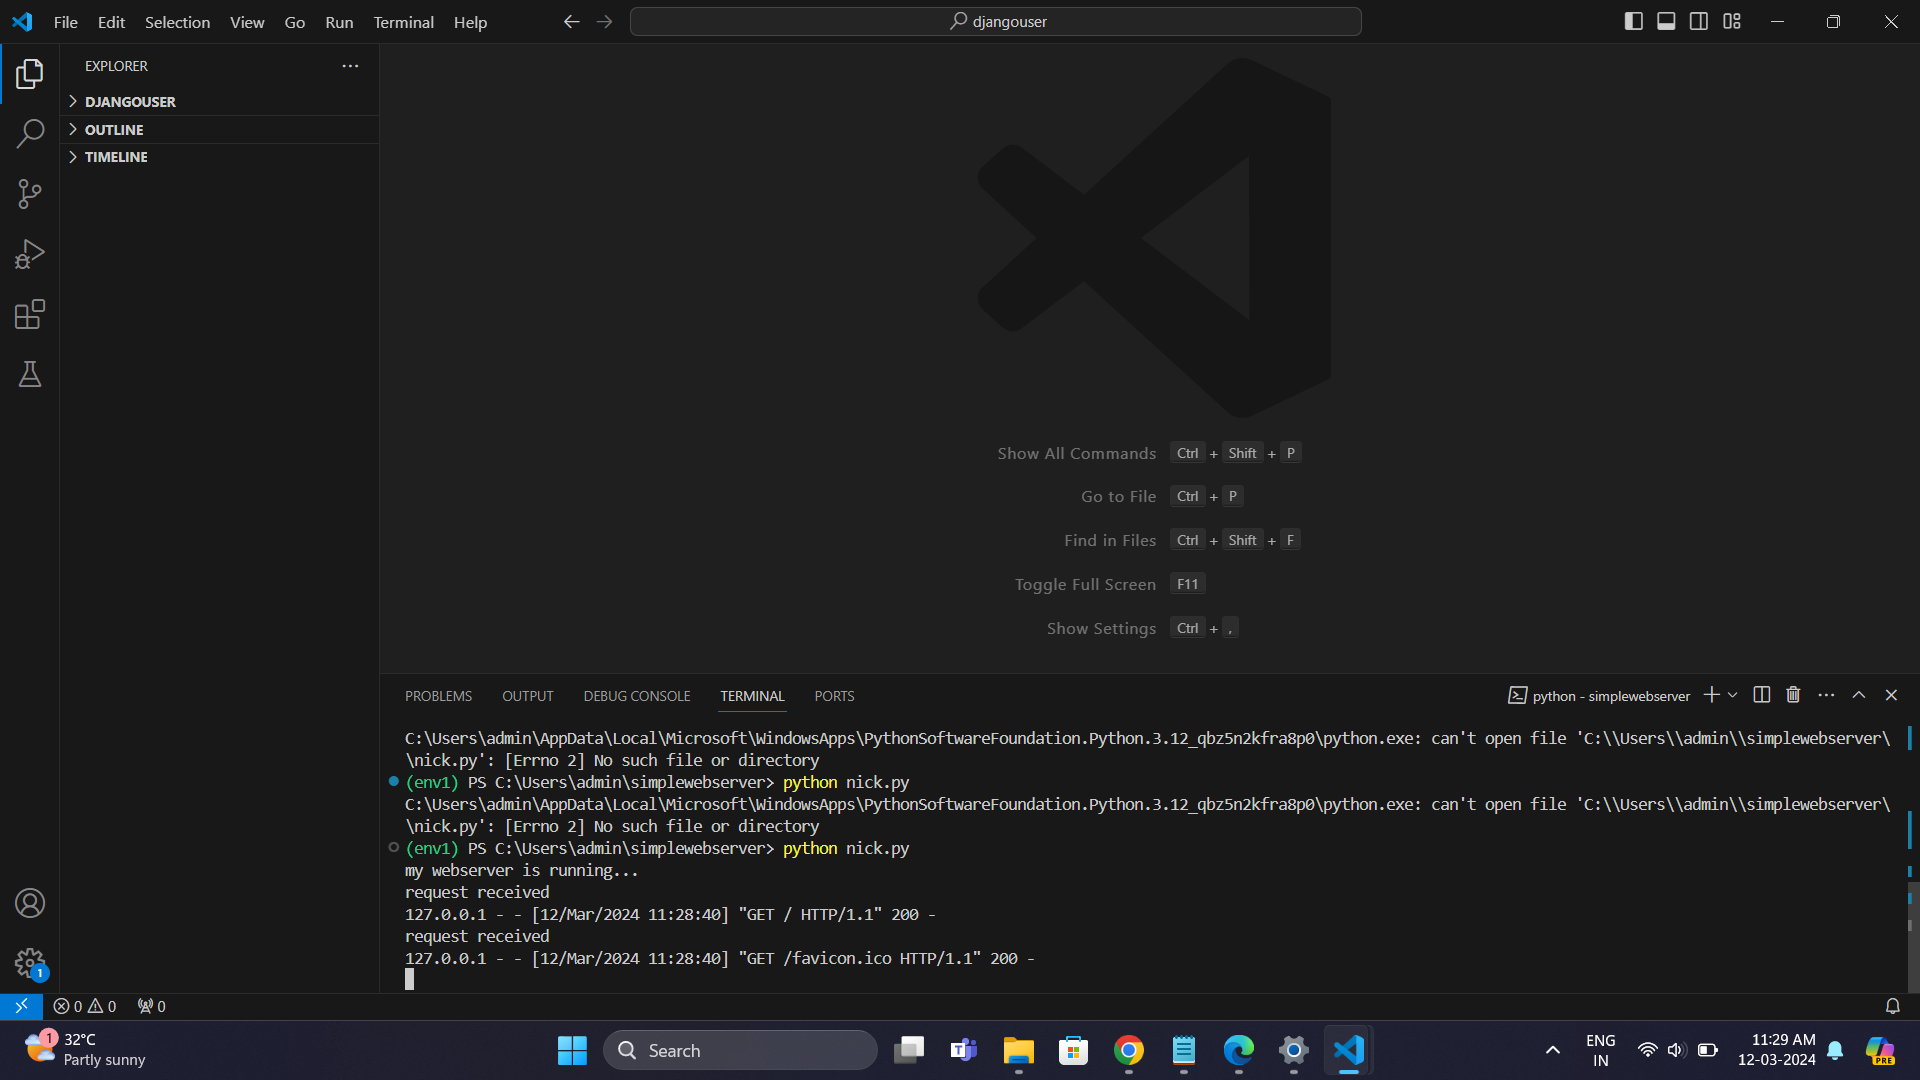 File Edit Selection View Go Run Terminal Help
djangouser
EXPLORER
DJANGOUSER
OUTLINE
TIMELINE
Show All Commands Ctrl + Shift + P
Go to File Ctrl + P
Find in Files Ctrl + Shift + F
Toggle Full Screen F11
Show Settings Ctrl + ,
PROBLEMS OUTPUT DEBUG CONSOLE TERMINAL PORTS
python - simplewebserver
C:\Users\admin\AppData\Local\Microsoft\WindowsApps\PythonSoftwareFoundation.Python.3.12_qbz5n2kfra8p0\python.exe: can't open file 'C:\\Users\\admin\\simplewebserver\
\nick.py': [Errno 2] No such file or directory
(env1) PS C:\Users\admin\simplewebserver> python nick.py
C:\Users\admin\AppData\Local\Microsoft\WindowsApps\PythonSoftwareFoundation.Python.3.12_qbz5n2kfra8p0\python.exe: can't open file 'C:\\Users\\admin\\simplewebserver\
\nick.py': [Errno 2] No such file or directory
(env1) PS C:\Users\admin\simplewebserver> python nick.py
my webserver is running...
request received
127.0.0.1 - - [12/Mar/2024 11:28:40] "GET / HTTP/1.1" 200 -
request received
127.0.0.1 - - [12/Mar/2024 11:28:40] "GET /favicon.ico HTTP/1.1" 200 -
1
0 0 0
1
32°C
Partly sunny
Search
T
ENG
IN
11:29 AM
12-03-2024
PRE